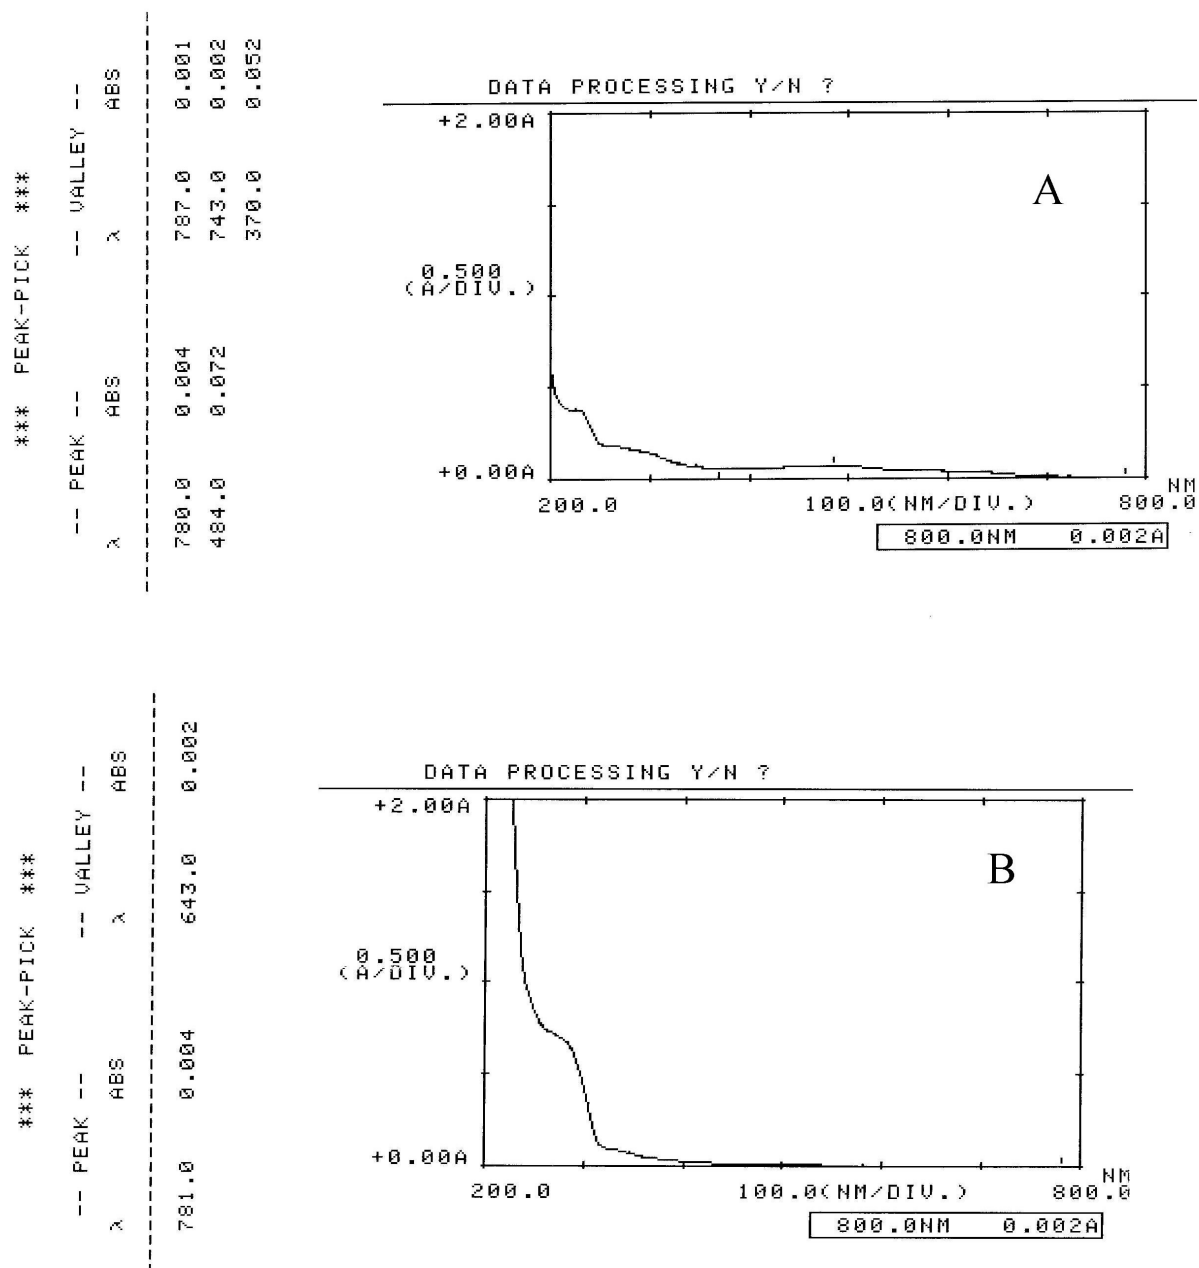 *** PEAK-PICK ***
-- PEAK -- -- VALLEY --
λ ABS λ ABS
780.0 0.004 787.0 0.001
484.0 0.072 743.0 0.002
370.0 0.052
DATA PROCESSING Y/N ?
+2.00A
A
0.500
(A/DIV.)
+0.00A
NM
200.0 100.0(NM/DIV.) 800.0
800.0NM 0.002A
*** PEAK-PICK ***
-- PEAK -- -- VALLEY --
λ ABS λ ABS
781.0 0.004 643.0 0.002
DATA PROCESSING Y/N ?
+2.00A
B
0.500
(A/DIV.)
+0.00A
NM
200.0 100.0(NM/DIV.) 800.0
800.0NM 0.002A